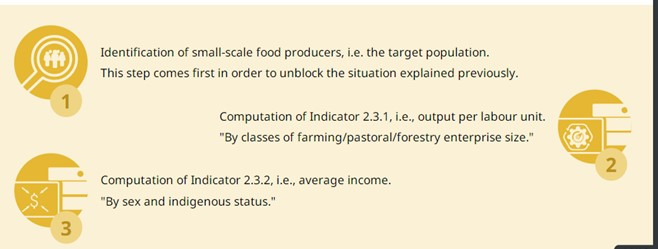 Identification of small-scale food producers, i.e. the target population.
This step comes first in order to unblock the situation explained previously.
1
Computation of Indicator 2.3.1, i.e., output per labour unit.
"By classes of farming/pastoral/forestry enterprise size."
2
Computation of Indicator 2.3.2, i.e., average income.
"By sex and indigenous status."
$
3